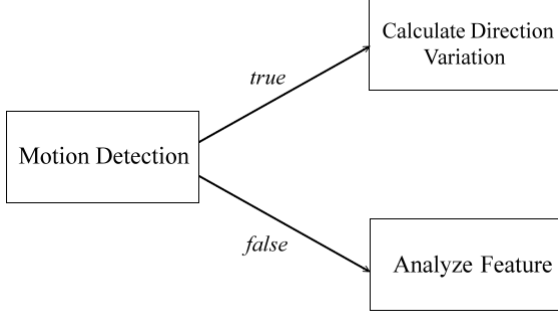 Calculate Direction
Variation
true
Motion Detection
false
Analyze Feature